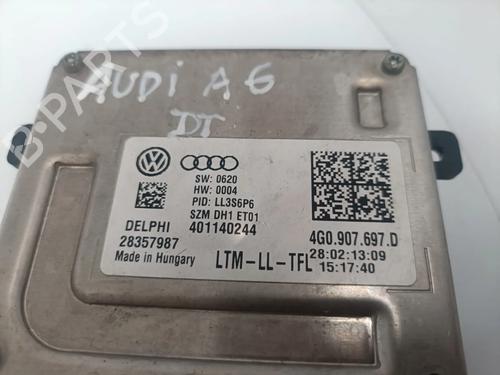 AUDI A6
DT
SW: 0620
HW: 0004
PID: LL3S6P6
SZM DH1 ET01
DELPHI 401140244
28357987
Made in Hungary
LTM-LL-TFL
4G0.907.697.D
28:02:13:09
15:17:40
B-PARTS